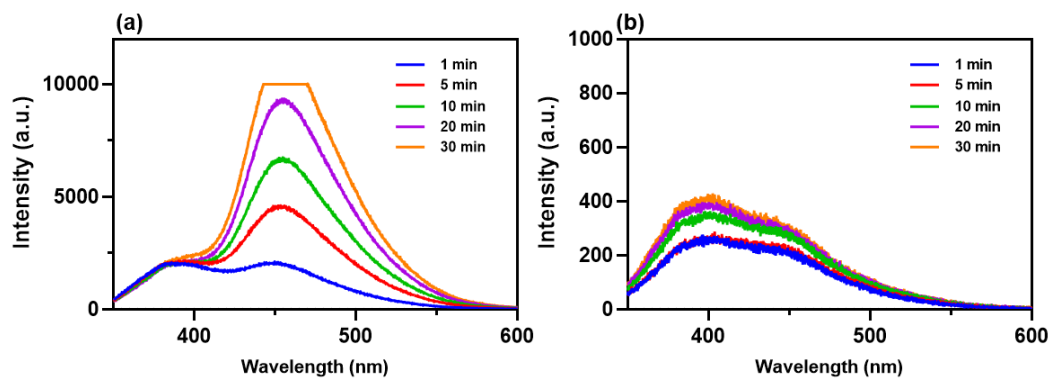 (a)
Intensity (a.u.)
10000
5000
0
1 min
5 min
10 min
20 min
30 min
400
500
600
Wavelength (nm)
(b)
Intensity (a.u.)
1000
800
600
400
200
0
1 min
5 min
10 min
20 min
30 min
400
500
600
Wavelength (nm)